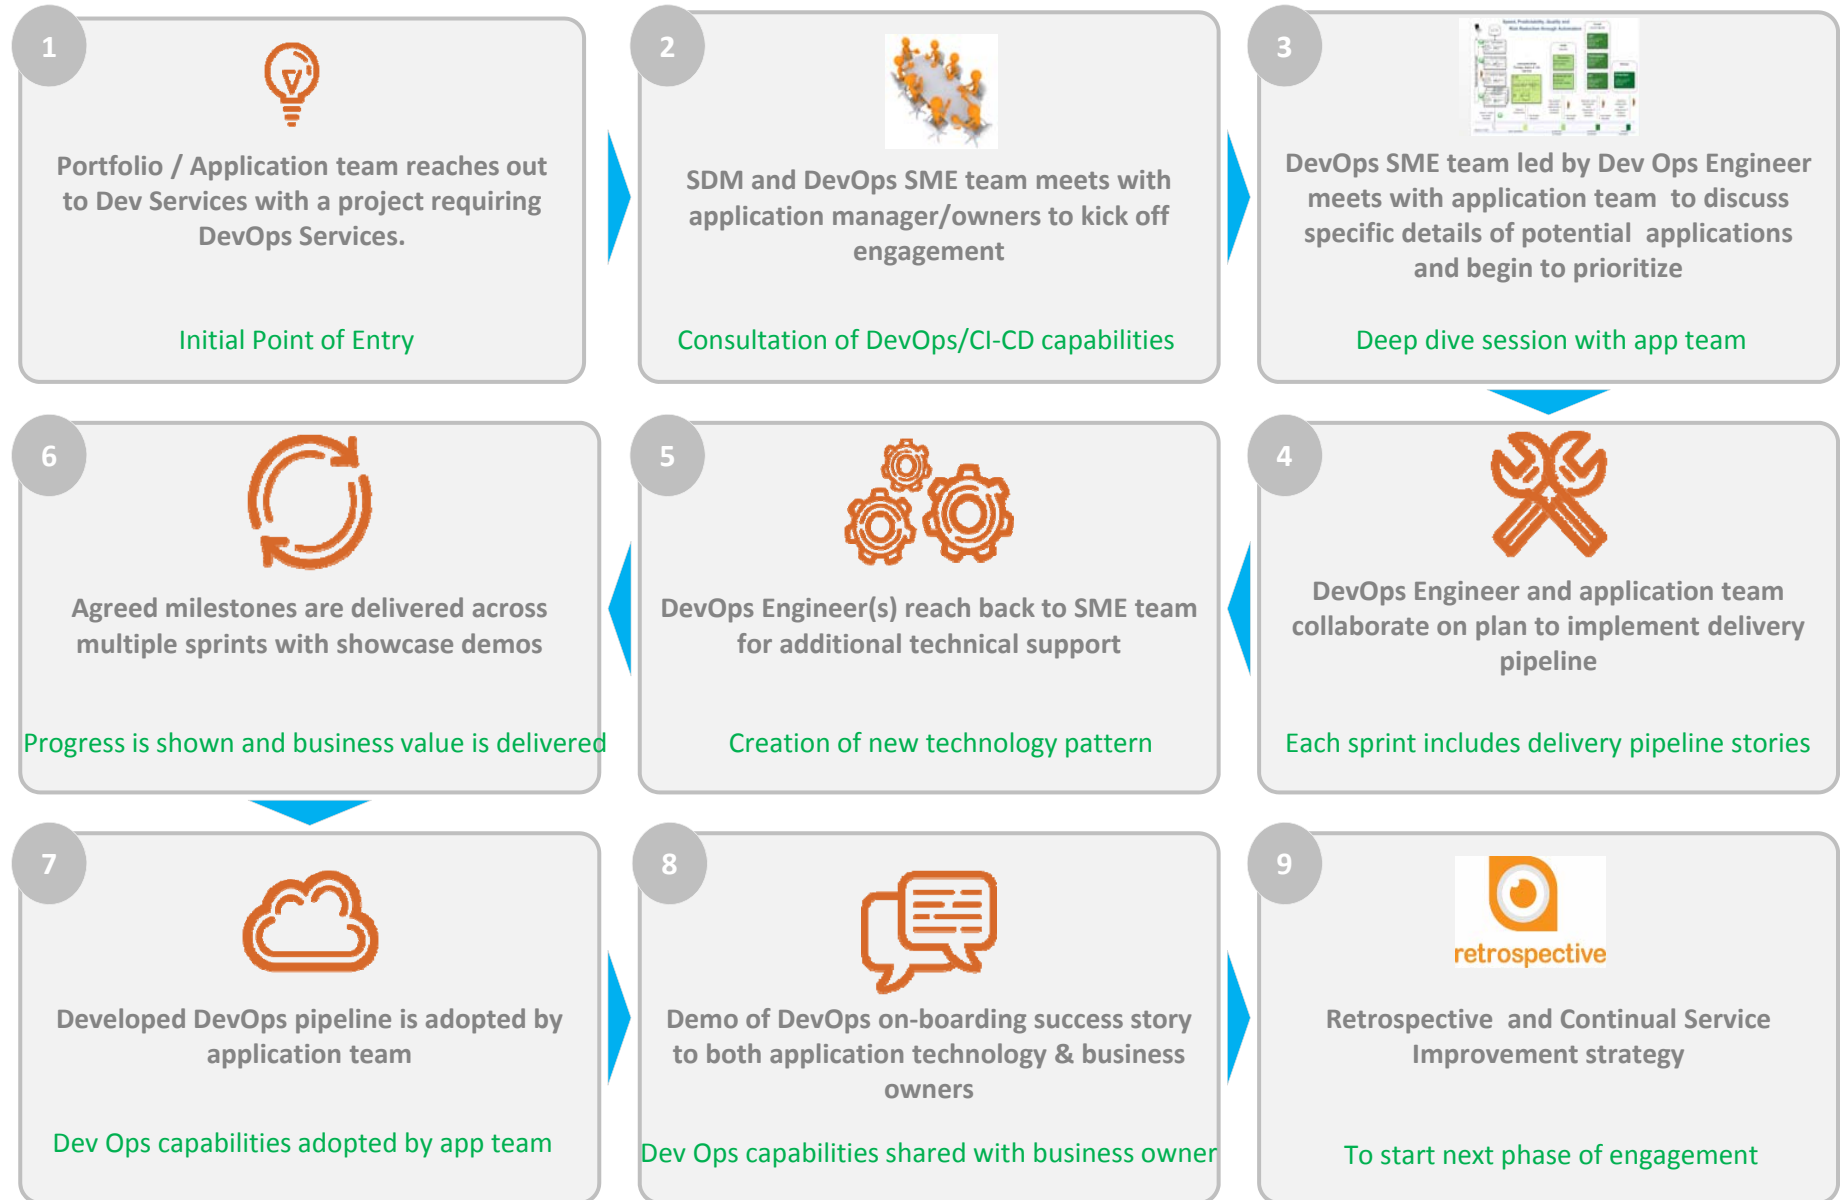 1
Portfolio / Application team reaches out
to Dev Services with a project requiring
DevOps Services.
Initial Point of Entry
2
SDM and DevOps SME team meets with
application manager/owners to kick off
engagement
Consultation of DevOps/CI-CD capabilities
3
Speed, Predictability, Quality and
Risk Reduction through Automation
DevOps SME team led by Dev Ops Engineer
meets with application team  to discuss
specific details of potential  applications
and begin to prioritize
Deep dive session with app team
4
DevOps Engineer and application team
collaborate on plan to implement delivery
pipeline
Each sprint includes delivery pipeline stories
5
DevOps Engineer(s) reach back to SME team
for additional technical support
Creation of new technology pattern
6
Agreed milestones are delivered across
multiple sprints with showcase demos
Progress is shown and business value is delivered
7
Developed DevOps pipeline is adopted by
application team
Dev Ops capabilities adopted by app team
8
Demo of DevOps on-boarding success story
to both application technology & business
owners
Dev Ops capabilities shared with business owner
9
retrospective
Retrospective  and Continual Service
Improvement strategy
To start next phase of engagement